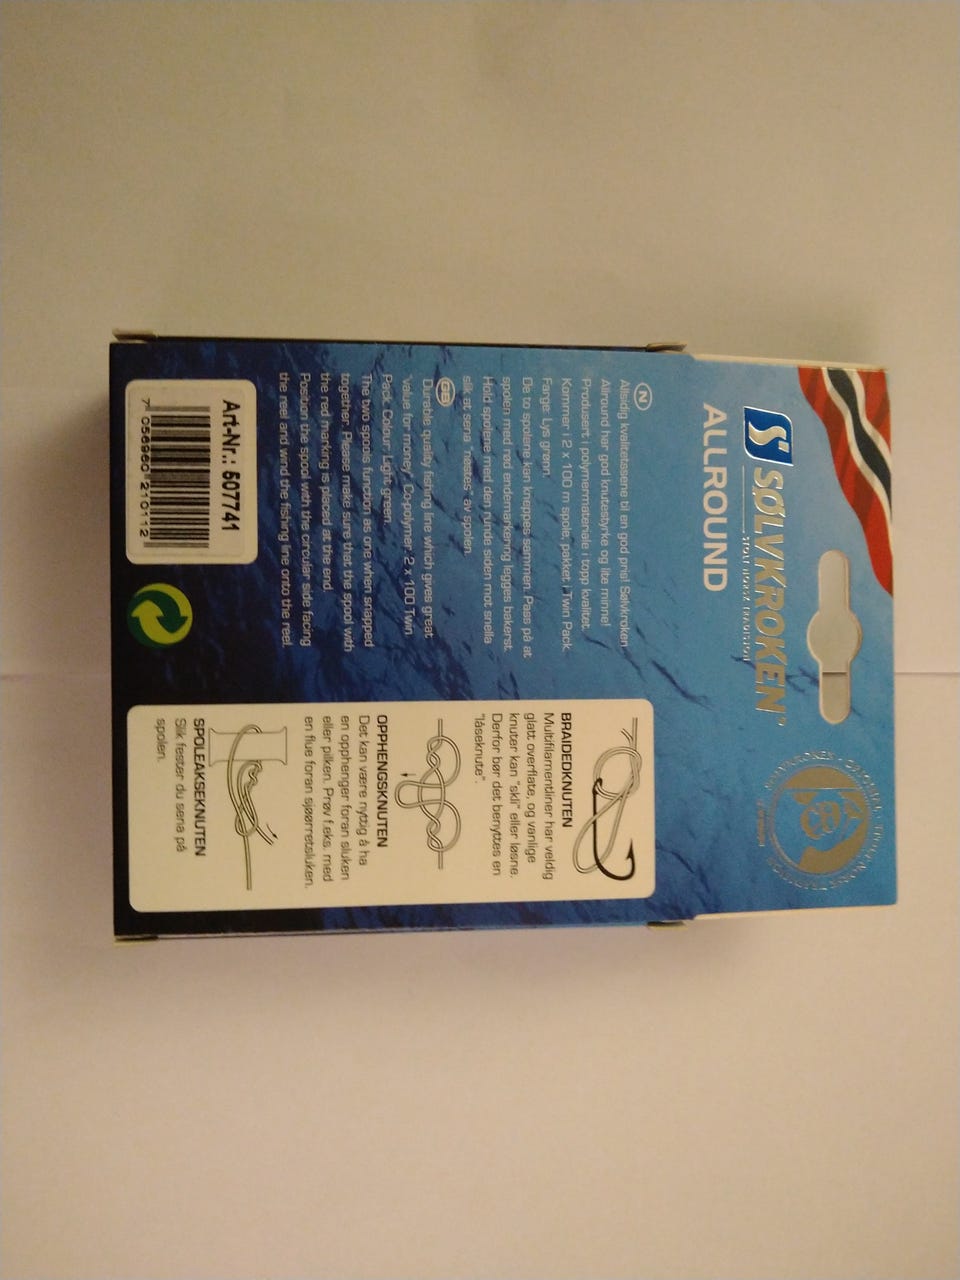 SØLVKROKEN®
STOLT NORSK TRADISJON
ALLROUND
N
Allsidig kvalitetssene til en god pris! Sølvkroken
Allround har god knutestyrke og lite minne!
Produsert i polymermateriale i topp kvalitet.
Kommer i 2 x 100 m spole, pakket i Twin Pack.
Farge: Lys grønn.
De to spolene kan kneppes sammen. Pass på at
spolen med rød endemarkering legges bakerst.
Hold spolene med den runde siden mot snella
slik at sena "høstes" av spolen.
GB
Durable quality fishing line which gives great
value for money. Copolymer. 2 x 100 Twin
Pack. Colour: Light green.
The two spools function as one when snapped
together. Please make sure that the spool with
the red marking is placed at the end.
Position the spool with the circular side facing
the reel and wind the fishing line onto the reel.
Art-Nr.: 507741
7 056960 210112
BRAIDEDKNUTEN
Multifilamentliner har veldig
glatt overflate, og vanlige
knuter kan "skli" eller løsne.
Derfor bør det benyttes en
"låseknute".
OPPHENGSKNUTEN
Det kan være nyttig å ha
en opphenger foran sluken
eller pilken. Prøv f.eks. med
en flue foran sjøørretsluken.
SPOLEAKSEKNUTEN
Slik fester du sena på
spolen.